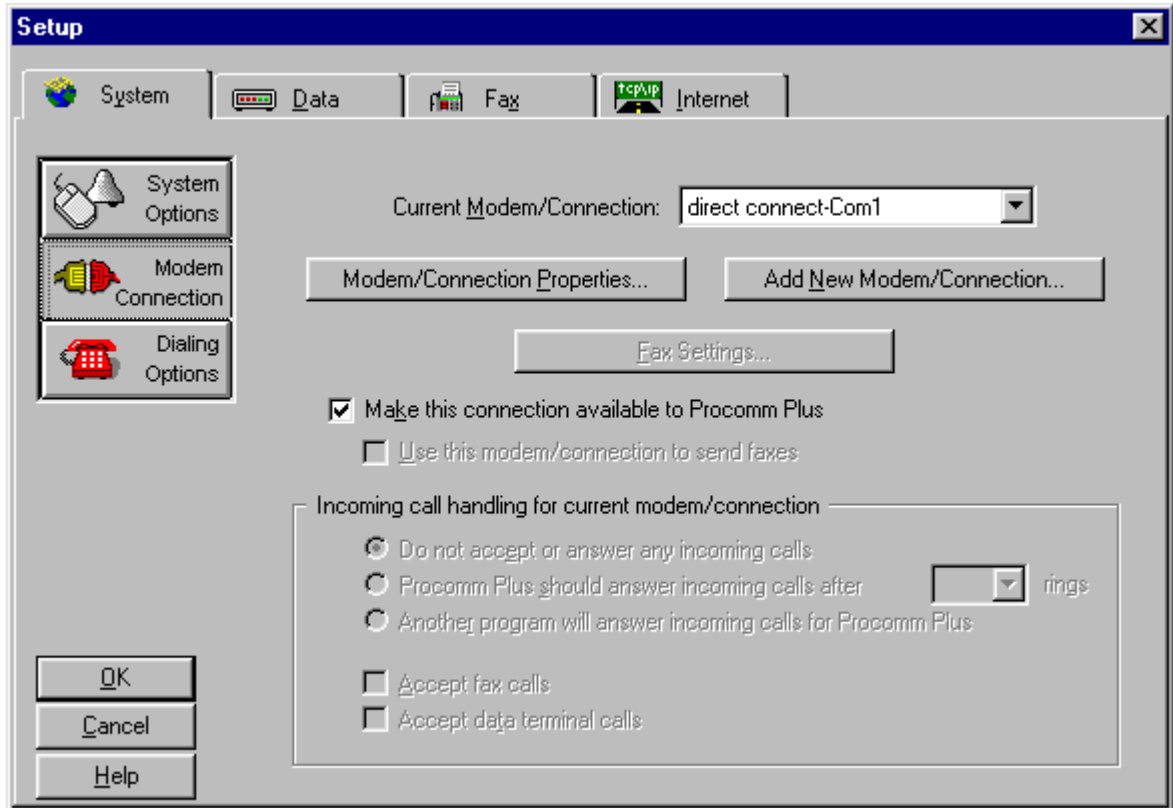 Setup
System
Data
Fax
tcp\ip
Internet
System
Options
Modem
Connection
Dialing
Options
Current Modem/Connection:
direct connect-Com1
Modem/Connection Properties...
Add New Modem/Connection...
Fax Settings...
Make this connection available to Procomm Plus
Use this modem/connection to send faxes
Incoming call handling for current modem/connection
Do not accept or answer any incoming calls
Procomm Plus should answer incoming calls after
rings
Another program will answer incoming calls for Procomm Plus
Accept fax calls
Accept data terminal calls
OK
Cancel
Help